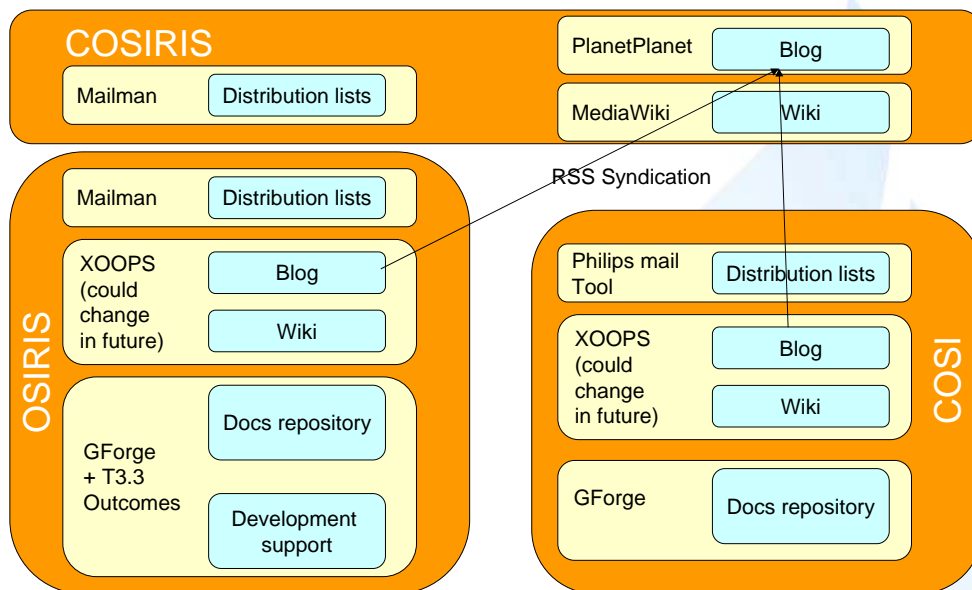 COSIRIS
Mailman
Distribution lists
PlanetPlanet
Blog
MediaWiki
Wiki
RSS Syndication
OSIRIS
Mailman
Distribution lists
XOOPS
(could
change
in future)
Blog
Wiki
GForge
+ T3.3
Outcomes
Docs repository
Development
support
COSI
Philips mail
Tool
Distribution lists
XOOPS
(could
change
in future)
Blog
Wiki
GForge
Docs repository